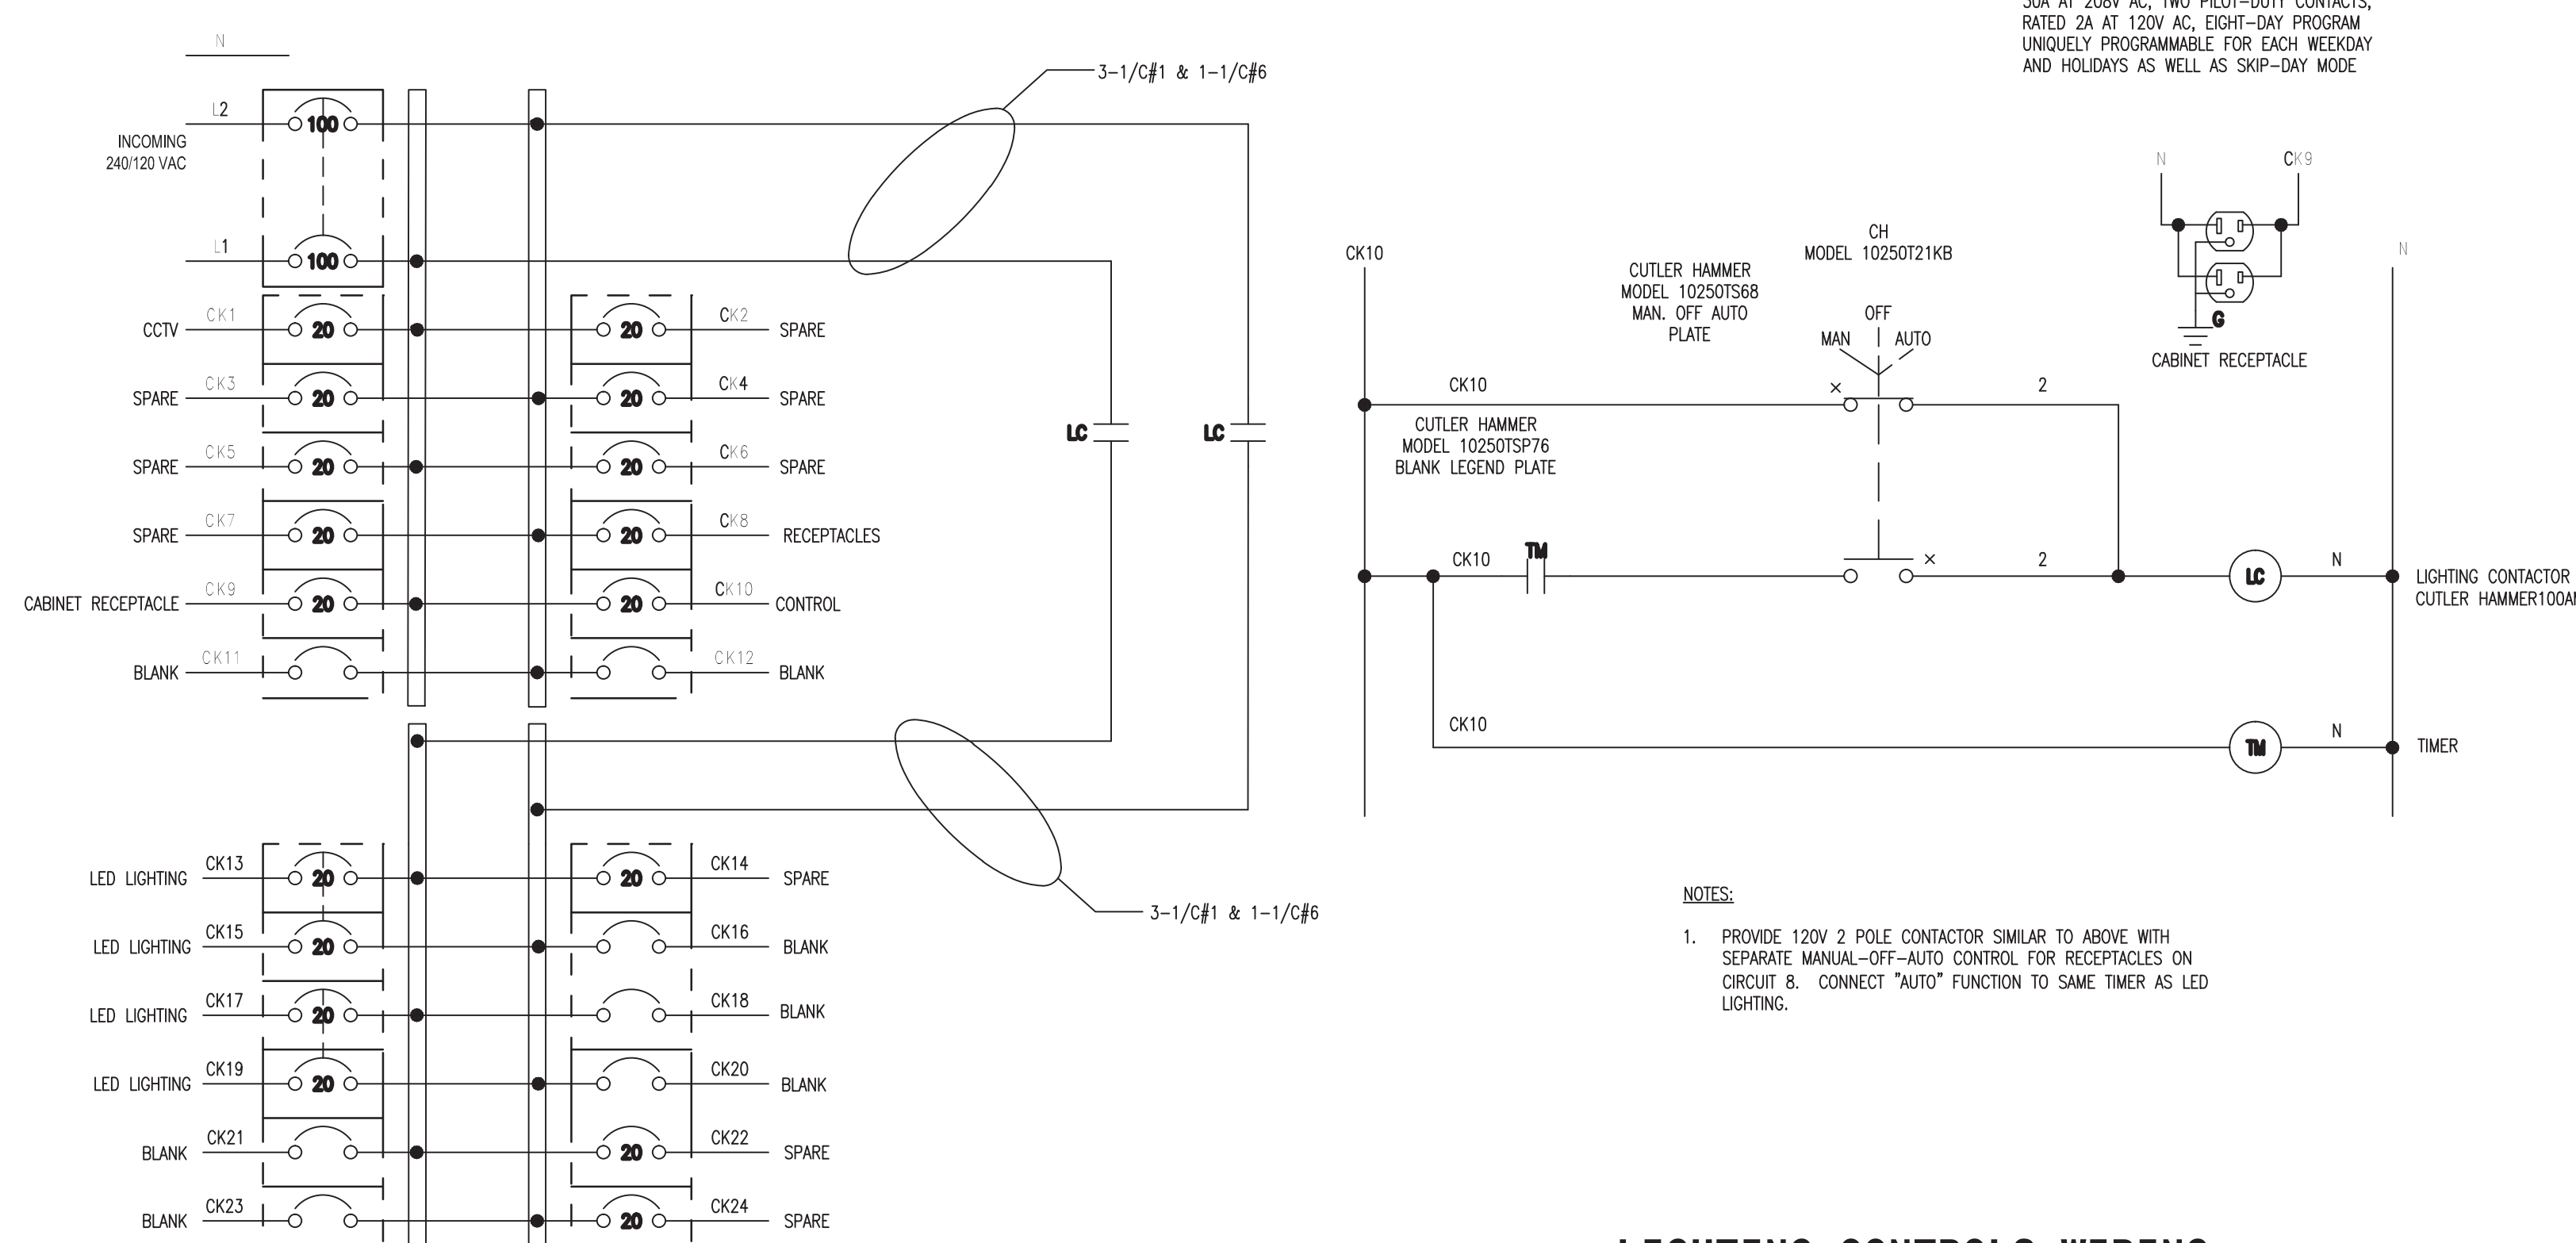 N
L2
INCOMING
240/120 VAC
100
L1
100
3-1/C#1 & 1-1/C#6
CCTV CK1 20 20 CK2 SPARE
SPARE CK3 20 20 CK4 SPARE
SPARE CK5 20 20 CK6 SPARE
SPARE CK7 20 20 CK8 RECEPTACLES
CABINET RECEPTACLE CK9 20 20 CK10 CONTROL
BLANK CK11 CK12 BLANK
LC LC
3-1/C#1 & 1-1/C#6
LED LIGHTING CK13 20 20 CK14 SPARE
LED LIGHTING CK15 20 CK16 BLANK
LED LIGHTING CK17 20 CK18 BLANK
LED LIGHTING CK19 20 CK20 BLANK
BLANK CK21 20 CK22 SPARE
BLANK CK23 20 CK24 SPARE
30A AT 208V AC, TWO PILOT-DUTY CONTACTS,
RATED 2A AT 120V AC, EIGHT-DAY PROGRAM
UNIQUELY PROGRAMMABLE FOR EACH WEEKDAY
AND HOLIDAYS AS WELL AS SKIP-DAY MODE
N CK9
G
CABINET RECEPTACLE
CK10
N
CUTLER HAMMER
MODEL 10250TS68
MAN. OFF AUTO
PLATE
CH
MODEL 10250T21KB
OFF
MAN AUTO
CK10 × 2
CUTLER HAMMER
MODEL 10250TSP76
BLANK LEGEND PLATE
CK10 TM × 2 LC N
LIGHTING CONTACTOR
CUTLER HAMMER100A
CK10 TM N TIMER
NOTES:
1. PROVIDE 120V 2 POLE CONTACTOR SIMILAR TO ABOVE WITH
SEPARATE MANUAL-OFF-AUTO CONTROL FOR RECEPTACLES ON
CIRCUIT 8. CONNECT "AUTO" FUNCTION TO SAME TIMER AS LED
LIGHTING.
LIGHTING CONTROLS WIRING